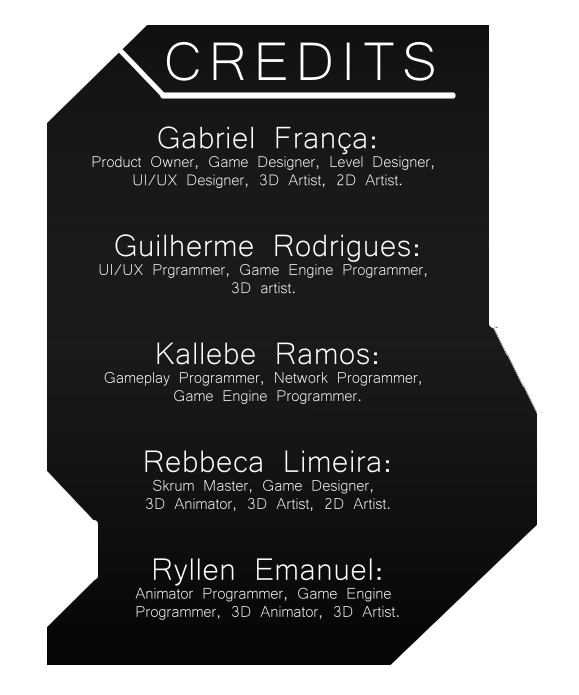 CREDITS
Gabriel França:
Product Owner, Game Designer, Level Designer,
UI/UX Designer, 3D Artist, 2D Artist.
Guilherme Rodrigues:
UI/UX Prgrammer, Game Engine Programmer,
3D artist.
Kallebe Ramos:
Gameplay Programmer, Network Programmer,
Game Engine Programmer.
Rebbeca Limeira:
Skrum Master, Game Designer,
3D Animator, 3D Artist, 2D Artist.
Ryllen Emanuel:
Animator Programmer, Game Engine
Programmer, 3D Animator, 3D Artist.